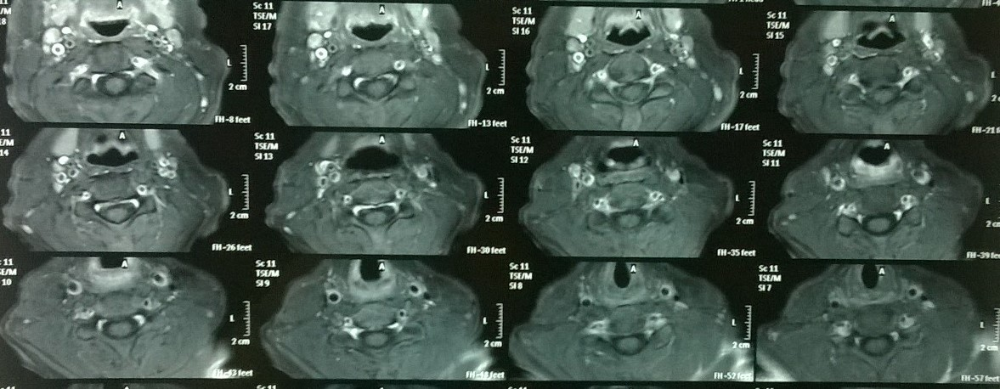 Sc 11
TSE/M
SI 17
Sc 11
TSE/M
SI 16
Sc 11
TSE/M
SI 15
A
A
A
A
L
L
L
L
2 cm
2 cm
2 cm
FH-8 feet
FH-13 feet
FH-17 feet
Sc 11
TSE/M
SI 13
Sc 11
TSE/M
SI 12
Sc 11
TSE/M
SI 11
A
A
A
A
L
L
L
L
2 cm
2 cm
2 cm
FH-26 feet
FH-30 feet
FH-35 feet
Sc 11
TSE/M
SI 9
Sc 11
TSE/M
SI 8
Sc 11
TSE/M
SI 7
A
A
A
A
L
L
L
L
2 cm
2 cm
2 cm
2 cm
FH-43 feet
FH-48 feet
FH-52 feet
FH-57 feet